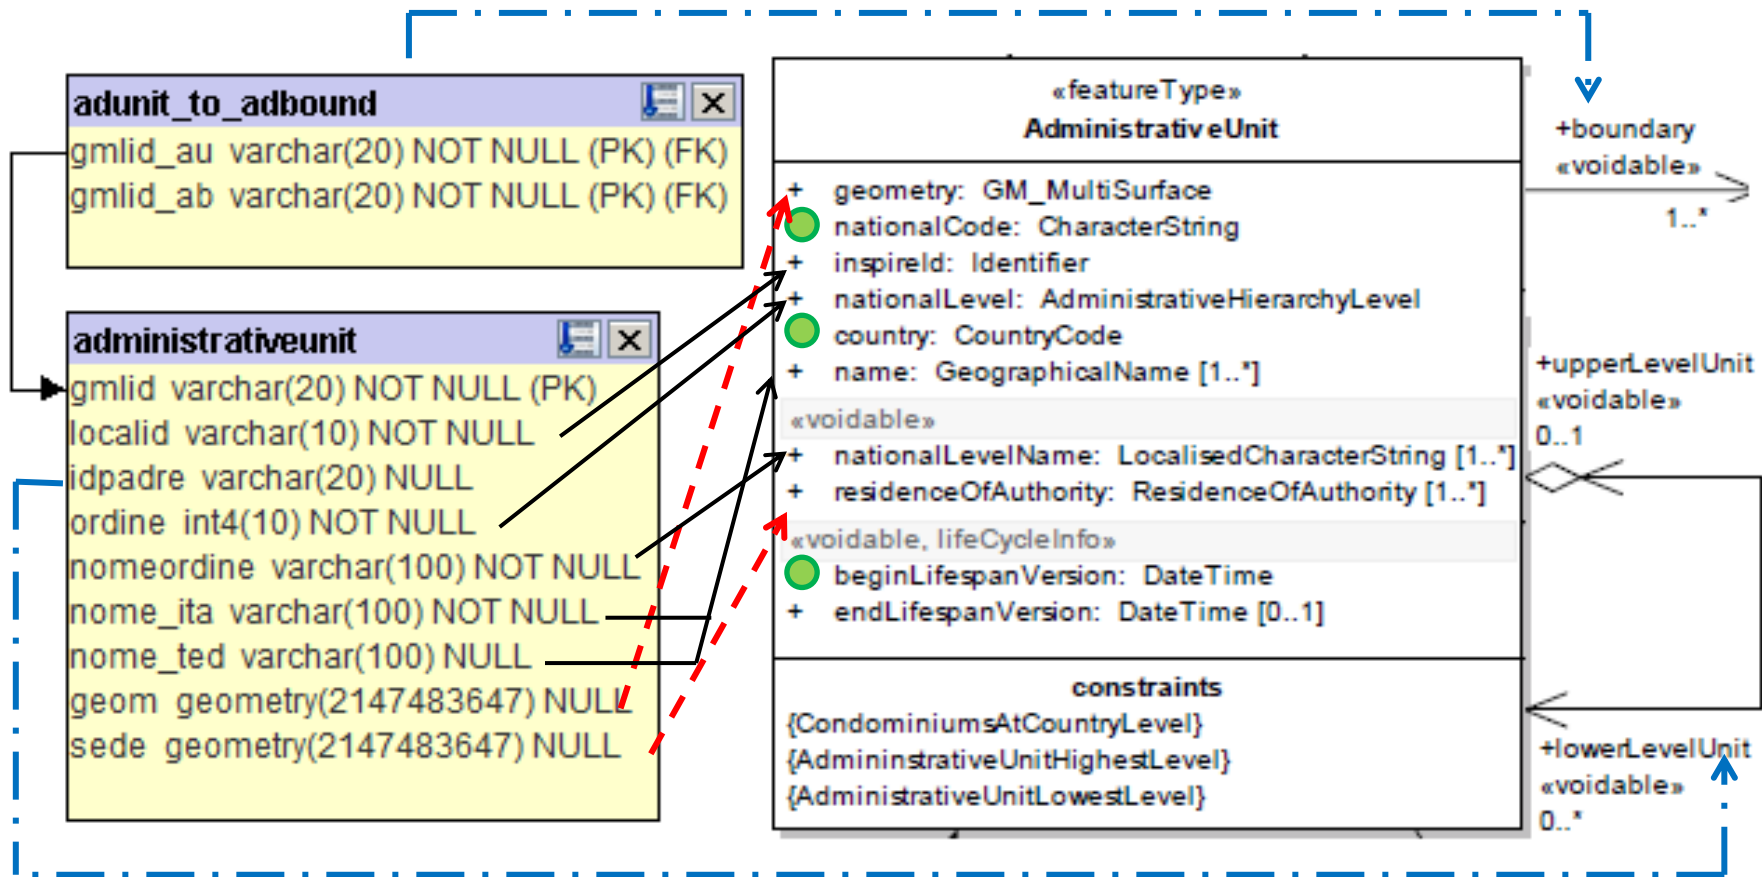 adunit_to_adbound
gmlid_au varchar(20) NOT NULL (PK) (FK)
gmlid_ab varchar(20) NOT NULL (PK) (FK)
administrativeunit
gmlid varchar(20) NOT NULL (PK)
localid varchar(10) NOT NULL
idpadre varchar(20) NULL
ordine int4(10) NOT NULL
nomeordine varchar(100) NOT NULL
nome_ita varchar(100) NOT NULL
nome_ted varchar(100) NULL
geom geometry(2147483647) NULL
sede geometry(2147483647) NULL
«featureType»
AdministrativeUnit
+ geometry: GM_MultiSurface
nationalCode: CharacterString
+ inspireId: Identifier
+ nationalLevel: AdministrativeHierarchyLevel
country: CountryCode
+ name: GeographicalName [1..*]
«voidable»
+ nationalLevelName: LocalisedCharacterString [1..*]
+ residenceOfAuthority: ResidenceOfAuthority [1..*]
«voidable, lifeCycleInfo»
beginLifespanVersion: DateTime
+ endLifespanVersion: DateTime [0..1]
constraints
{CondominiumsAtCountryLevel}
{AdmininstrativeUnitHighestLevel}
{AdministrativeUnitLowestLevel}
+boundary
«voidable»
1..*
+upperLevelUnit
«voidable»
0..1
+lowerLevelUnit
«voidable»
0..*